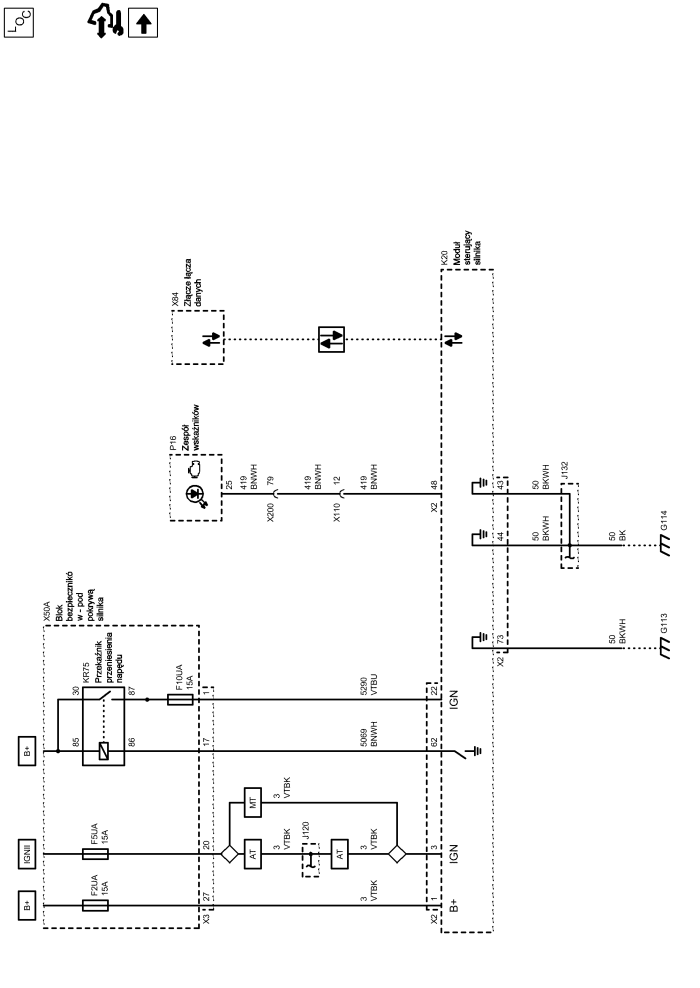 LOC
B+
IGNII
B+
X50A
Blok
bezpieczników
w - pod
pokrywą
silnika
F2UA
15A
F5UA
15A
KR75
Przekaźnik
przeniesienia
napędu
85
30
86
87
F10UA
15A
X3
27
20
17
1
AT
MT
3
VTBK
3
VTBK
J120
AT
3
VTBK
3
VTBK
5069
BNWH
5290
VTBU
X2
1
3
62
22
B+
IGN
IGN
P16
Zespół
wskaźników
25
419
BNWH
X200
79
419
BNWH
X110
12
419
BNWH
X2
48
X84
Złącze łącza
danych
K20
Moduł
sterujący
silnika
X2
73
44
43
50
BKWH
50
BKWH
J132
50
BKWH
50
BK
G113
G114